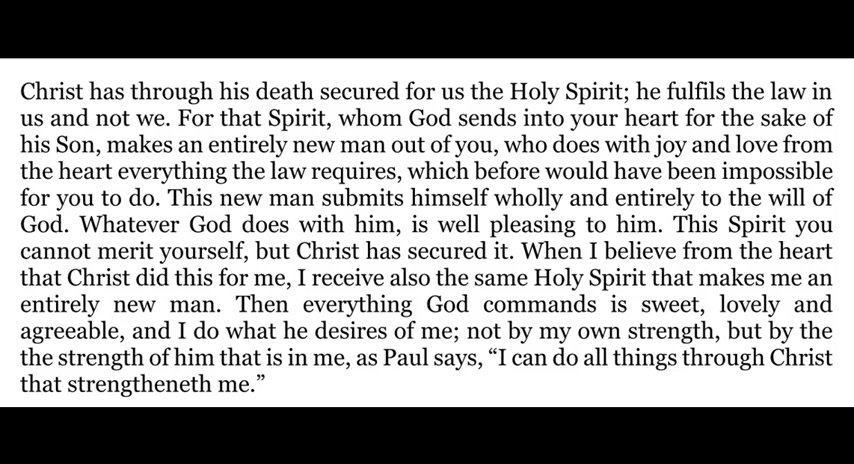 Christ has through his death secured for us the Holy Spirit; he fulfils the law in
us and not we. For that Spirit, whom God sends into your heart for the sake of
his Son, makes an entirely new man out of you, who does with joy and love from
the heart everything the law requires, which before would have been impossible
for you to do. This new man submits himself wholly and entirely to the will of
God. Whatever God does with him, is well pleasing to him. This Spirit you
cannot merit yourself, but Christ has secured it. When I believe from the heart
that Christ did this for me, I receive also the same Holy Spirit that makes me an
entirely new man. Then everything God commands is sweet, lovely and
agreeable, and I do what he desires of me; not by my own strength, but by the
the strength of him that is in me, as Paul says, “I can do all things through Christ
that strengtheneth me.”